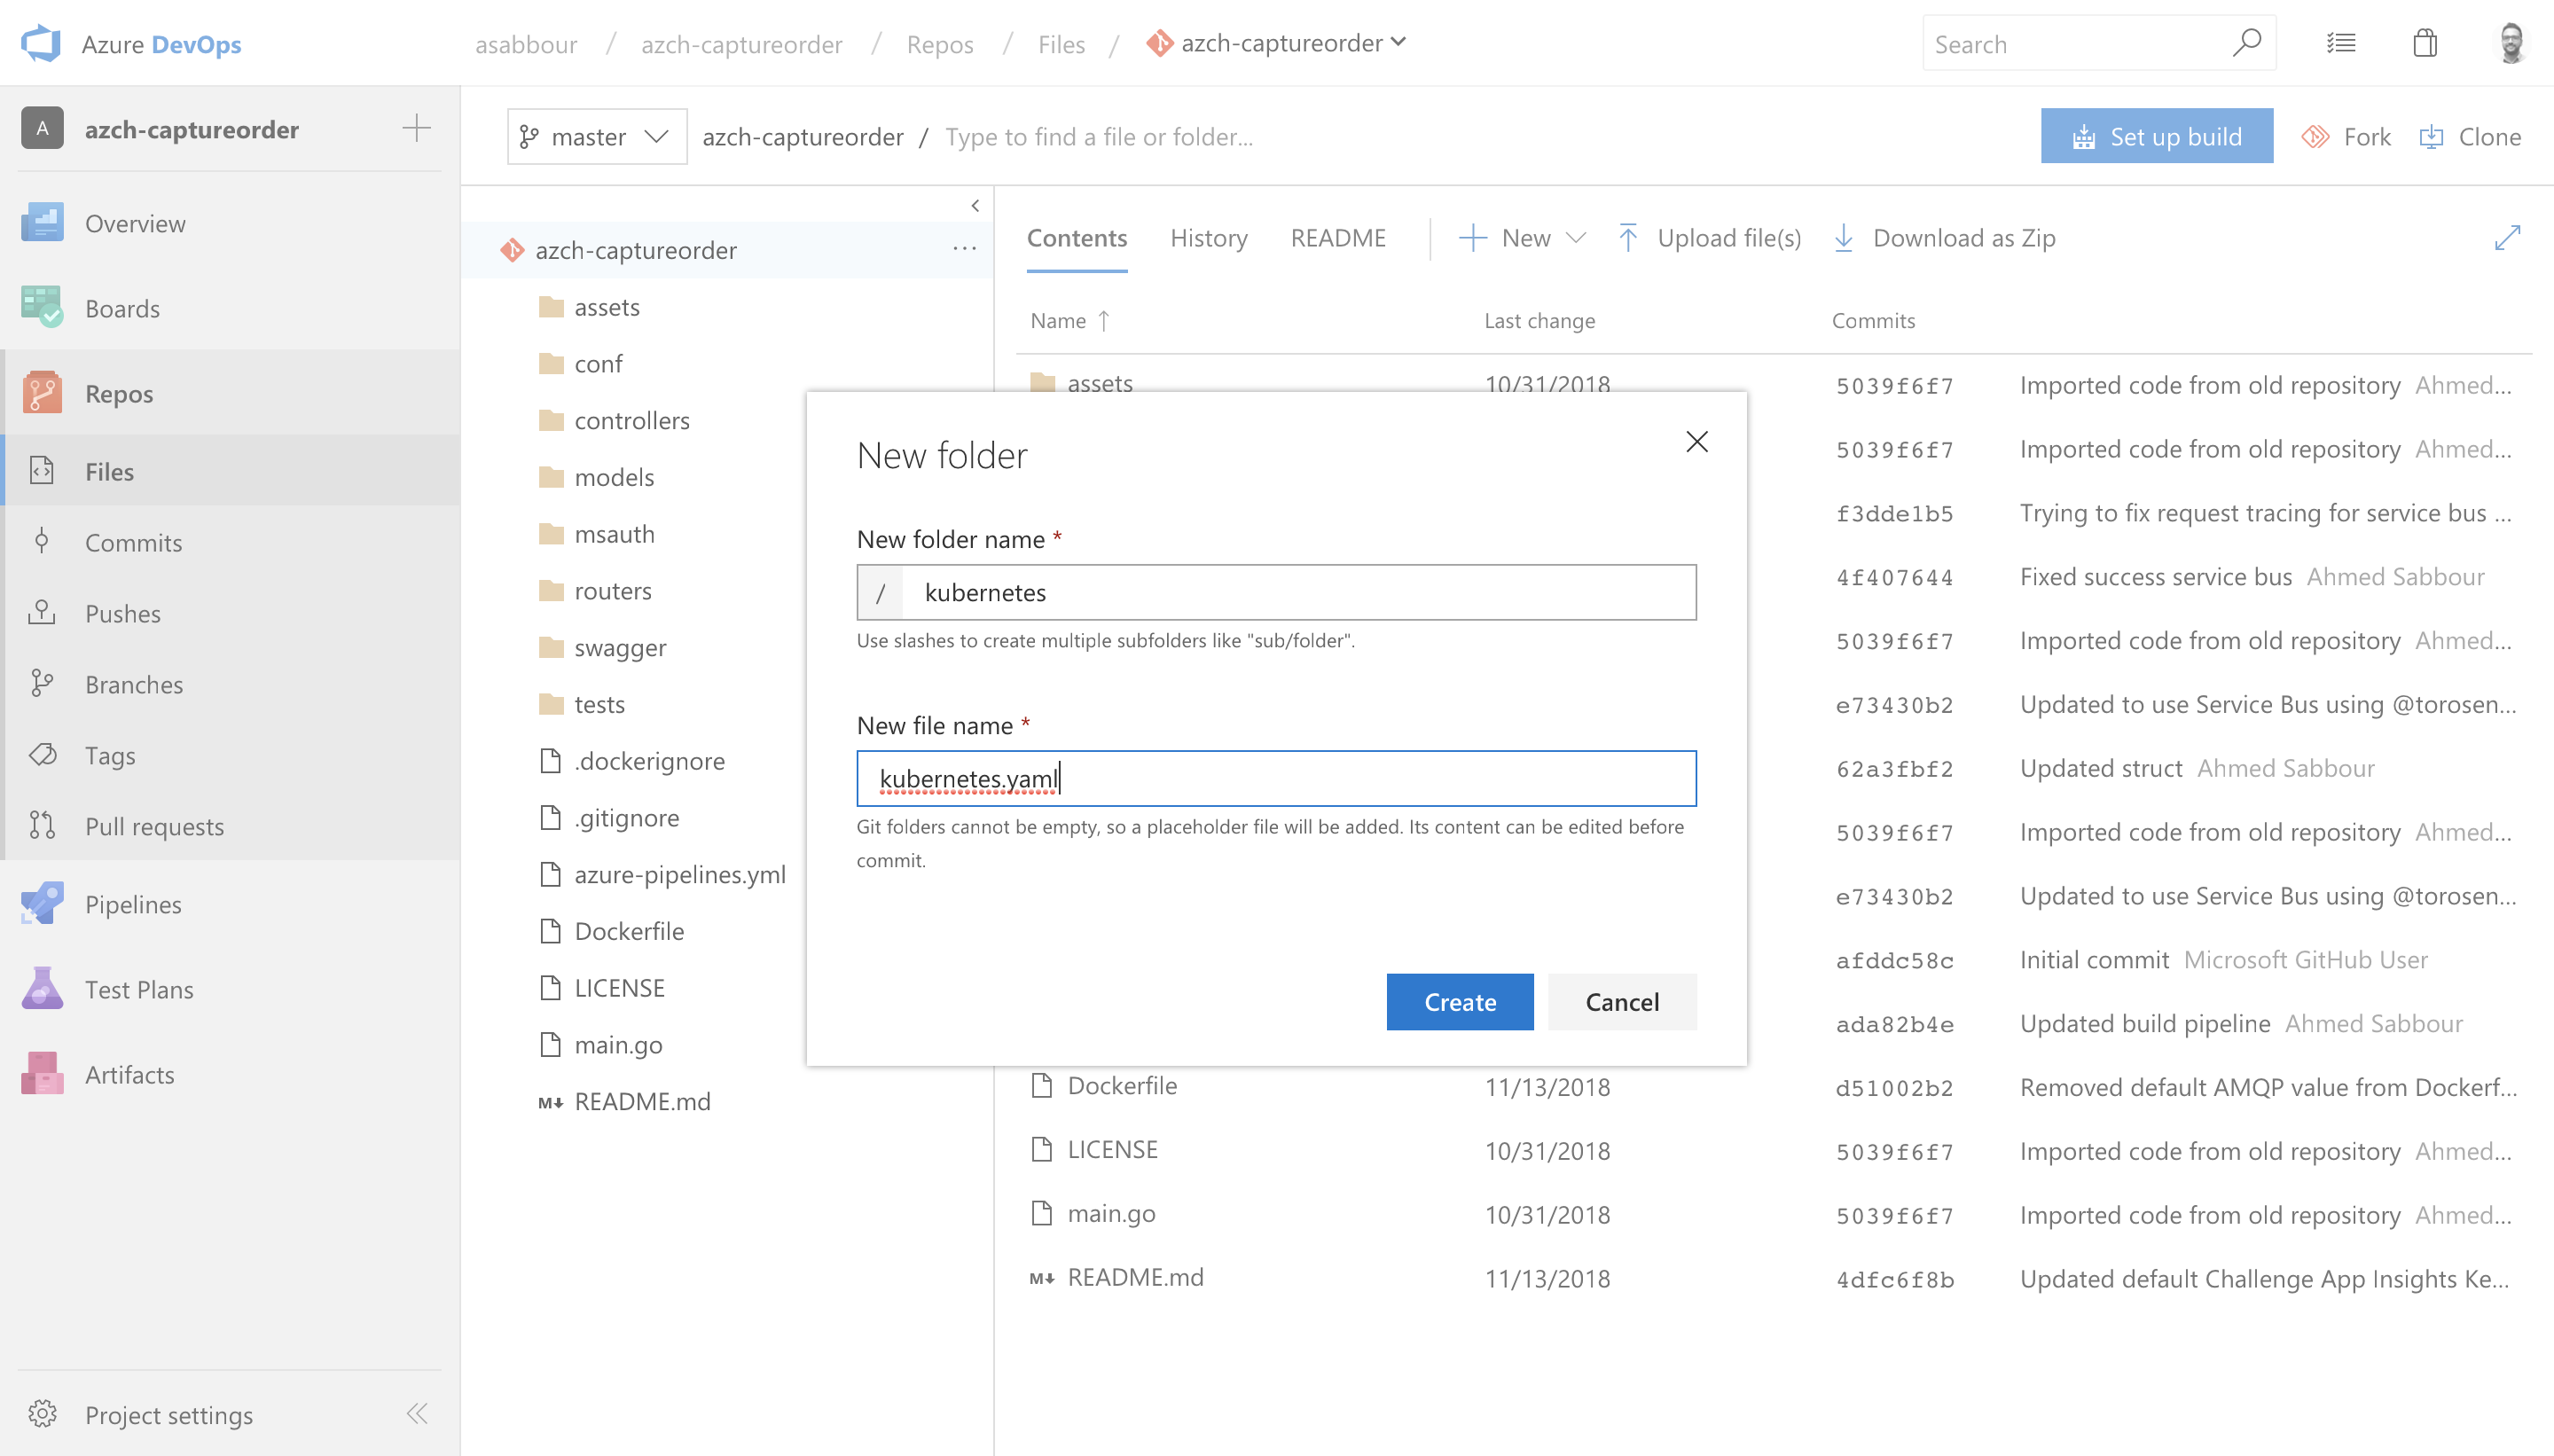 Azure DevOps
asabbour / azch-captureorder / Repos / Files / azch-captureorder
Search
A azch-captureorder
Overview
Boards
Repos
Files
Commits
Pushes
Branches
Tags
Pull requests
Pipelines
Test Plans
Artifacts
Project settings
master azch-captureorder / Type to find a file or folder...
Set up build Fork Clone
azch-captureorder ...
assets
conf
controllers
models
msauth
routers
swagger
tests
.dockerignore
.gitignore
azure-pipelines.yml
Dockerfile
LICENSE
main.go
M↓ README.md
Contents History README New Upload file(s) Download as Zip
Name ↑ Last change Commits
assets 10/31/2018 5039f6f7 Imported code from old repository Ahmed...
5039f6f7 Imported code from old repository Ahmed...
f3dde1b5 Trying to fix request tracing for service bus ...
4f407644 Fixed success service bus Ahmed Sabbour
5039f6f7 Imported code from old repository Ahmed...
e73430b2 Updated to use Service Bus using @torosen...
62a3fbf2 Updated struct Ahmed Sabbour
5039f6f7 Imported code from old repository Ahmed...
e73430b2 Updated to use Service Bus using @torosen...
afddc58c Initial commit Microsoft GitHub User
ada82b4e Updated build pipeline Ahmed Sabbour
Dockerfile 11/13/2018 d51002b2 Removed default AMQP value from Dockerf...
LICENSE 10/31/2018 5039f6f7 Imported code from old repository Ahmed...
main.go 10/31/2018 5039f6f7 Imported code from old repository Ahmed...
M↓ README.md 11/13/2018 4dfc6f8b Updated default Challenge App Insights Ke...
New folder
New folder name *
/ kubernetes
Use slashes to create multiple subfolders like "sub/folder".
New file name *
kubernetes.yaml
Git folders cannot be empty, so a placeholder file will be added. Its content can be edited before
commit.
Create Cancel